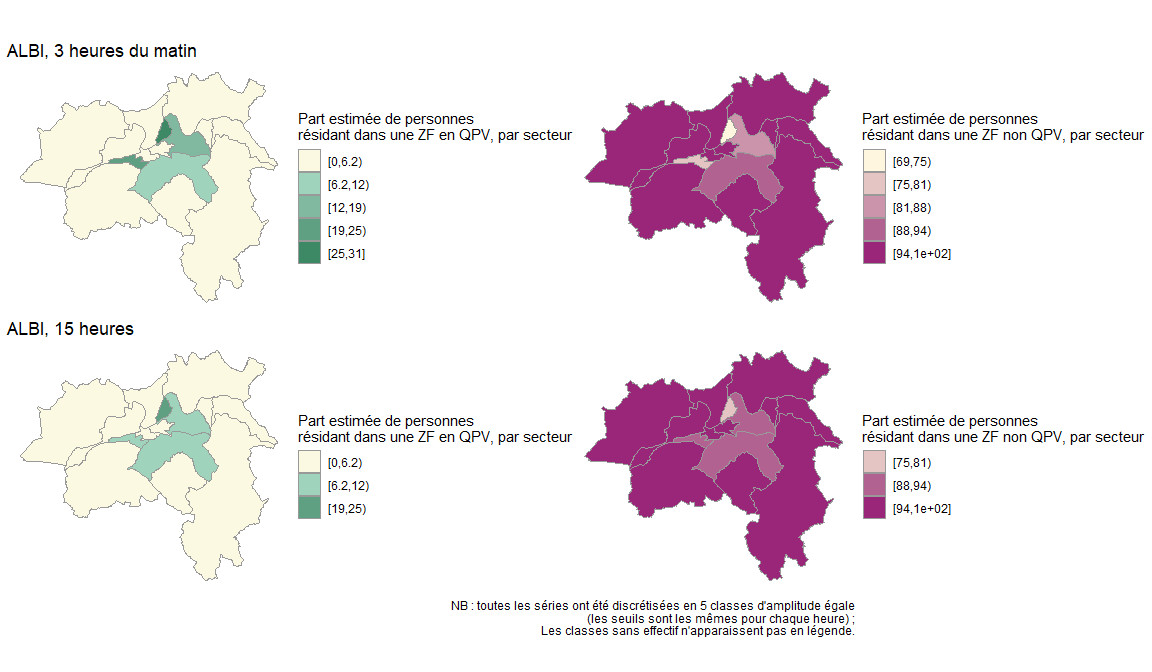 ALBI, 3 heures du matin
Part estimée de personnes
résidant dans une ZF en QPV, par secteur
[0,6.2)
[6.2,12)
[12,19)
[19,25)
[25,31]
Part estimée de personnes
résidant dans une ZF non QPV, par secteur
[69,75)
[75,81)
[81,88)
[88,94)
[94,1e+02]
ALBI, 15 heures
Part estimée de personnes
résidant dans une ZF en QPV, par secteur
[0,6.2)
[6.2,12)
[19,25)
Part estimée de personnes
résidant dans une ZF non QPV, par secteur
[75,81)
[88,94)
[94,1e+02]
NB : toutes les séries ont été discrétisées en 5 classes d'amplitude égale
(les seuils sont les mêmes pour chaque heure) ;
Les classes sans effectif n'apparaissent pas en légende.